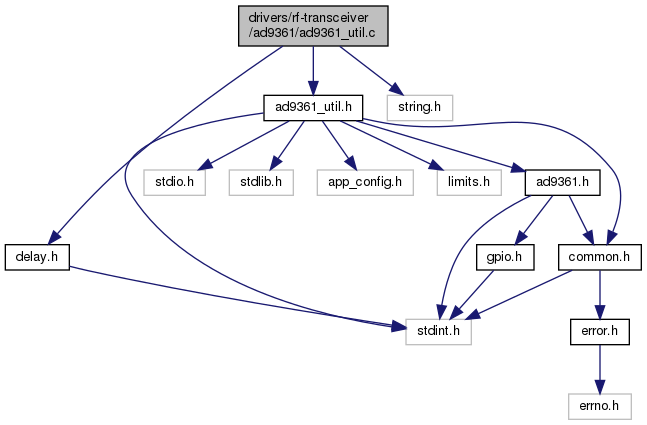 drivers/rf-transceiver
/ad9361/ad9361_util.c
ad9361_util.h
string.h
stdio.h
stdlib.h
app_config.h
limits.h
ad9361.h
delay.h
gpio.h
common.h
stdint.h
error.h
errno.h